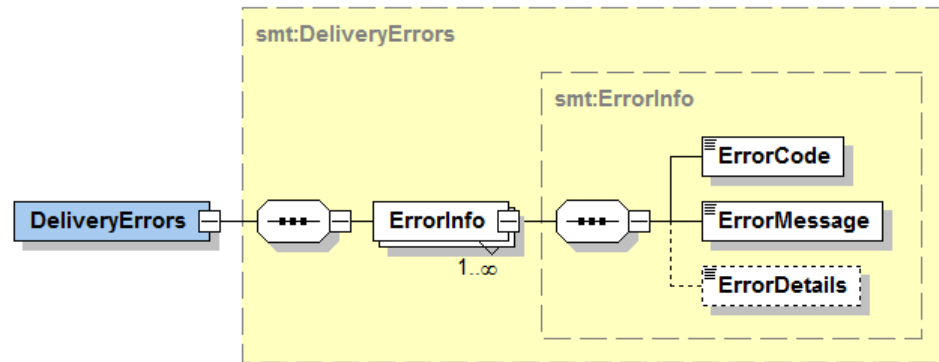 smt:DeliveryErrors
smt:ErrorInfo
ErrorCode
DeliveryErrors
ErrorInfo
ErrorMessage
1..∞
ErrorDetails